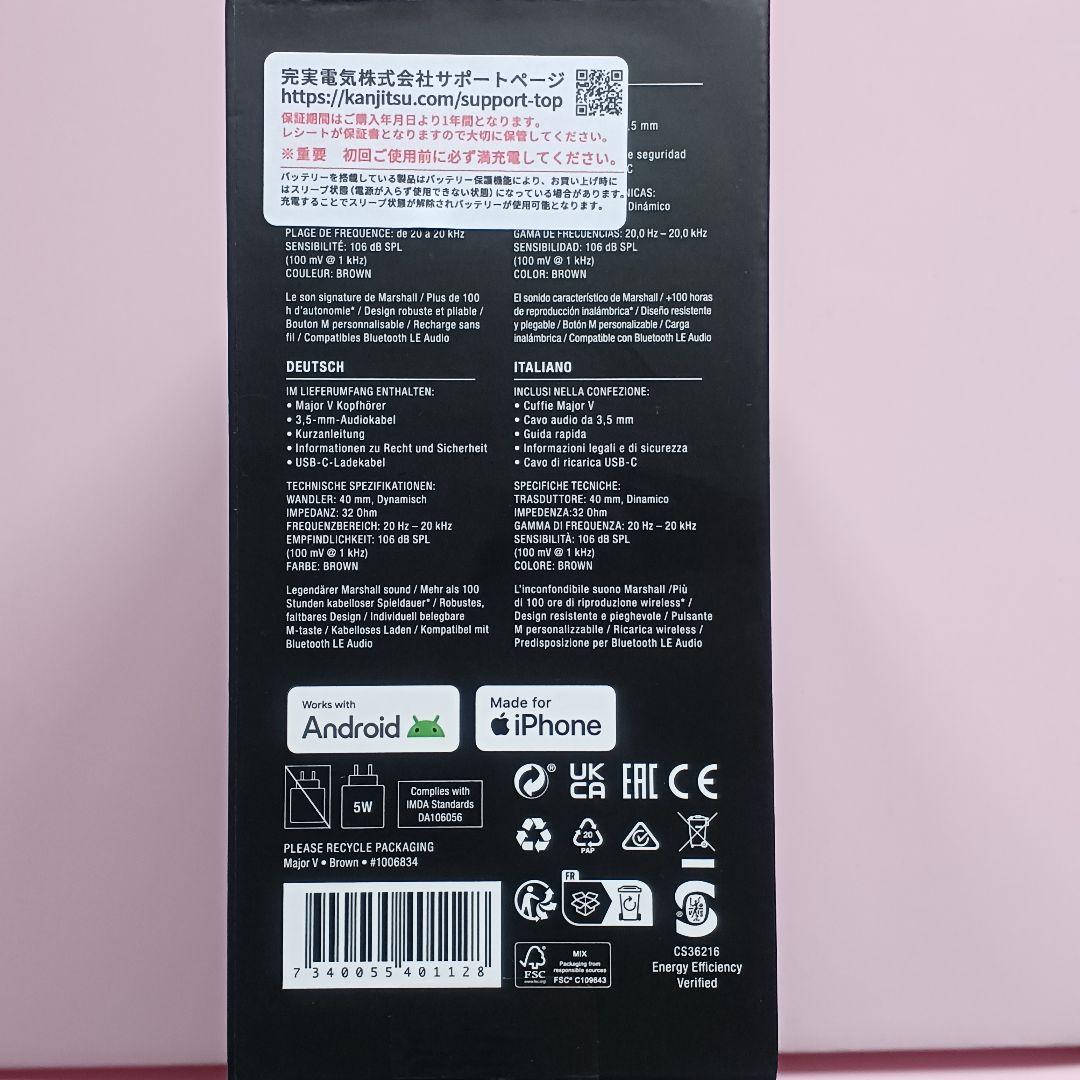 完実電気株式会社サポートページ
https://kanjitsu.com/support-top
保証期間はご購入年月日より1年間となります。
レシートが保証書となりますので大切に保管してください。
※重要 初回ご使用前に必ず満充電してください。
バッテリーを搭載している製品はバッテリー保護機能により、お買い上げ時に
はスリープ状態(電源が入らず使用できない状態)になっている場合があります。
充電することでスリープ状態が解除されバッテリーが使用可能となります。
,5 mm
e seguridad
C
NICAS:
Dinámico
PLAGE DE FRÉQUENCE: de 20 à 20 kHz
SENSIBILITÉ: 106 dB SPL
(100 mV @ 1 kHz)
COULEUR: BROWN
Le son signature de Marshall / Plus de 100
h d'autonomie* / Design robuste et pliable /
Bouton M personnalisable / Recharge sans
fil / Compatibles Bluetooth LE Audio
GAMA DE FRECUENCIAS: 20,0 Hz – 20,0 kHz
SENSIBILIDAD: 106 dB SPL
(100 mV @ 1 kHz)
COLOR: BROWN
El sonido característico de Marshall / +100 horas
de reproducción inalámbrica* / Diseño resistente
y plegable / Botón M personalizable / Carga
inalámbrica / Compatible con Bluetooth LE Audio
DEUTSCH
IM LIEFERUMFANG ENTHALTEN:
• Major V Kopfhörer
• 3,5-mm-Audiokabel
• Kurzanleitung
• Informationen zu Recht und Sicherheit
• USB-C-Ladekabel
TECHNISCHE SPEZIFIKATIONEN:
WANDLER: 40 mm, Dynamisch
IMPEDANZ: 32 Ohm
FREQUENZBEREICH: 20 Hz – 20 kHz
EMPFINDLICHKEIT: 106 dB SPL
(100 mV @ 1 kHz)
FARBE: BROWN
Legendärer Marshall sound / Mehr als 100
Stunden kabelloser Spieldauer* / Robustes,
faltbares Design / Individuell belegbare
M-taste / Kabelloses Laden / Kompatibel mit
Bluetooth LE Audio
ITALIANO
INCLUSI NELLA CONFEZIONE:
• Cuffie Major V
• Cavo audio da 3,5 mm
• Guida rapida
• Informazioni legali e di sicurezza
• Cavo di ricarica USB-C
SPECIFICHE TECNICHE:
TRASDUTTORE: 40 mm, Dinamico
IMPEDENZA:32 Ohm
GAMMA DI FREQUENZA: 20 Hz – 20 kHz
SENSIBILITÀ: 106 dB SPL
(100 mV @ 1 kHz)
COLORE: BROWN
L'inconfondibile suono Marshall /Più
di 100 ore di riproduzione wireless* /
Design resistente e pieghevole / Pulsante
M personalizzabile / Ricarica wireless /
Predisposizione per Bluetooth LE Audio
Works with
Android
Made for
iPhone
5W
Complies with
IMDA Standards
DA106056
UK
CA
EAC
CE
20
PAP
PLEASE RECYCLE PACKAGING
Major V • Brown • #1006834
7 340055 401128
FR
FSC
www.fsc.org
MIX
Packaging from
responsible sources
FSC® C109643
CS36216
Energy Efficiency
Verified